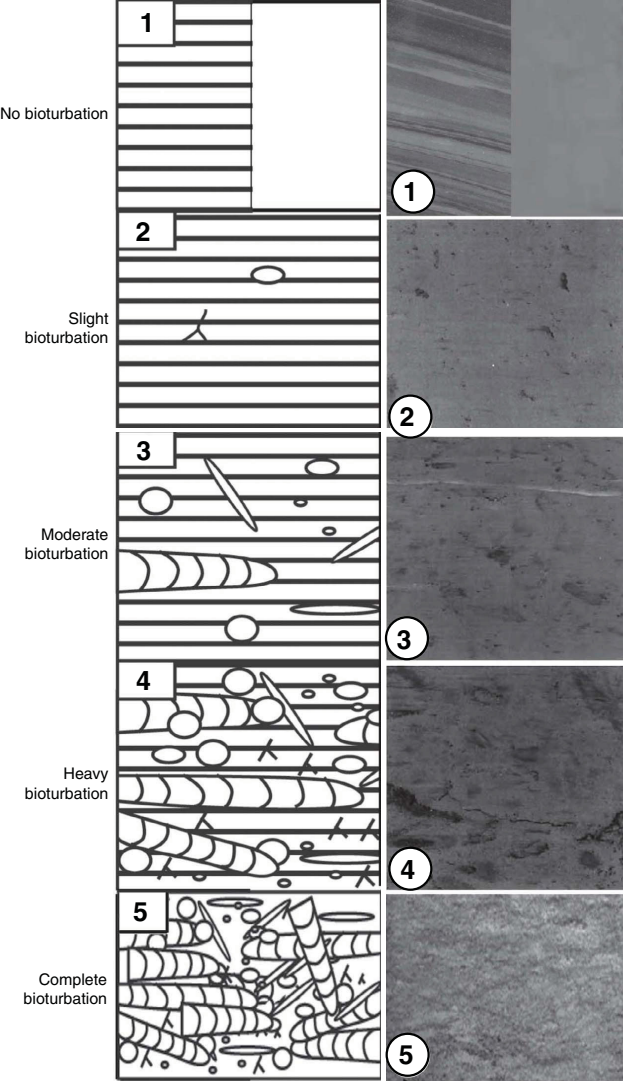 1
No bioturbation
1
2
Slight
bioturbation
2
3
Moderate
bioturbation
3
4
Heavy
bioturbation
4
5
Complete
bioturbation
5